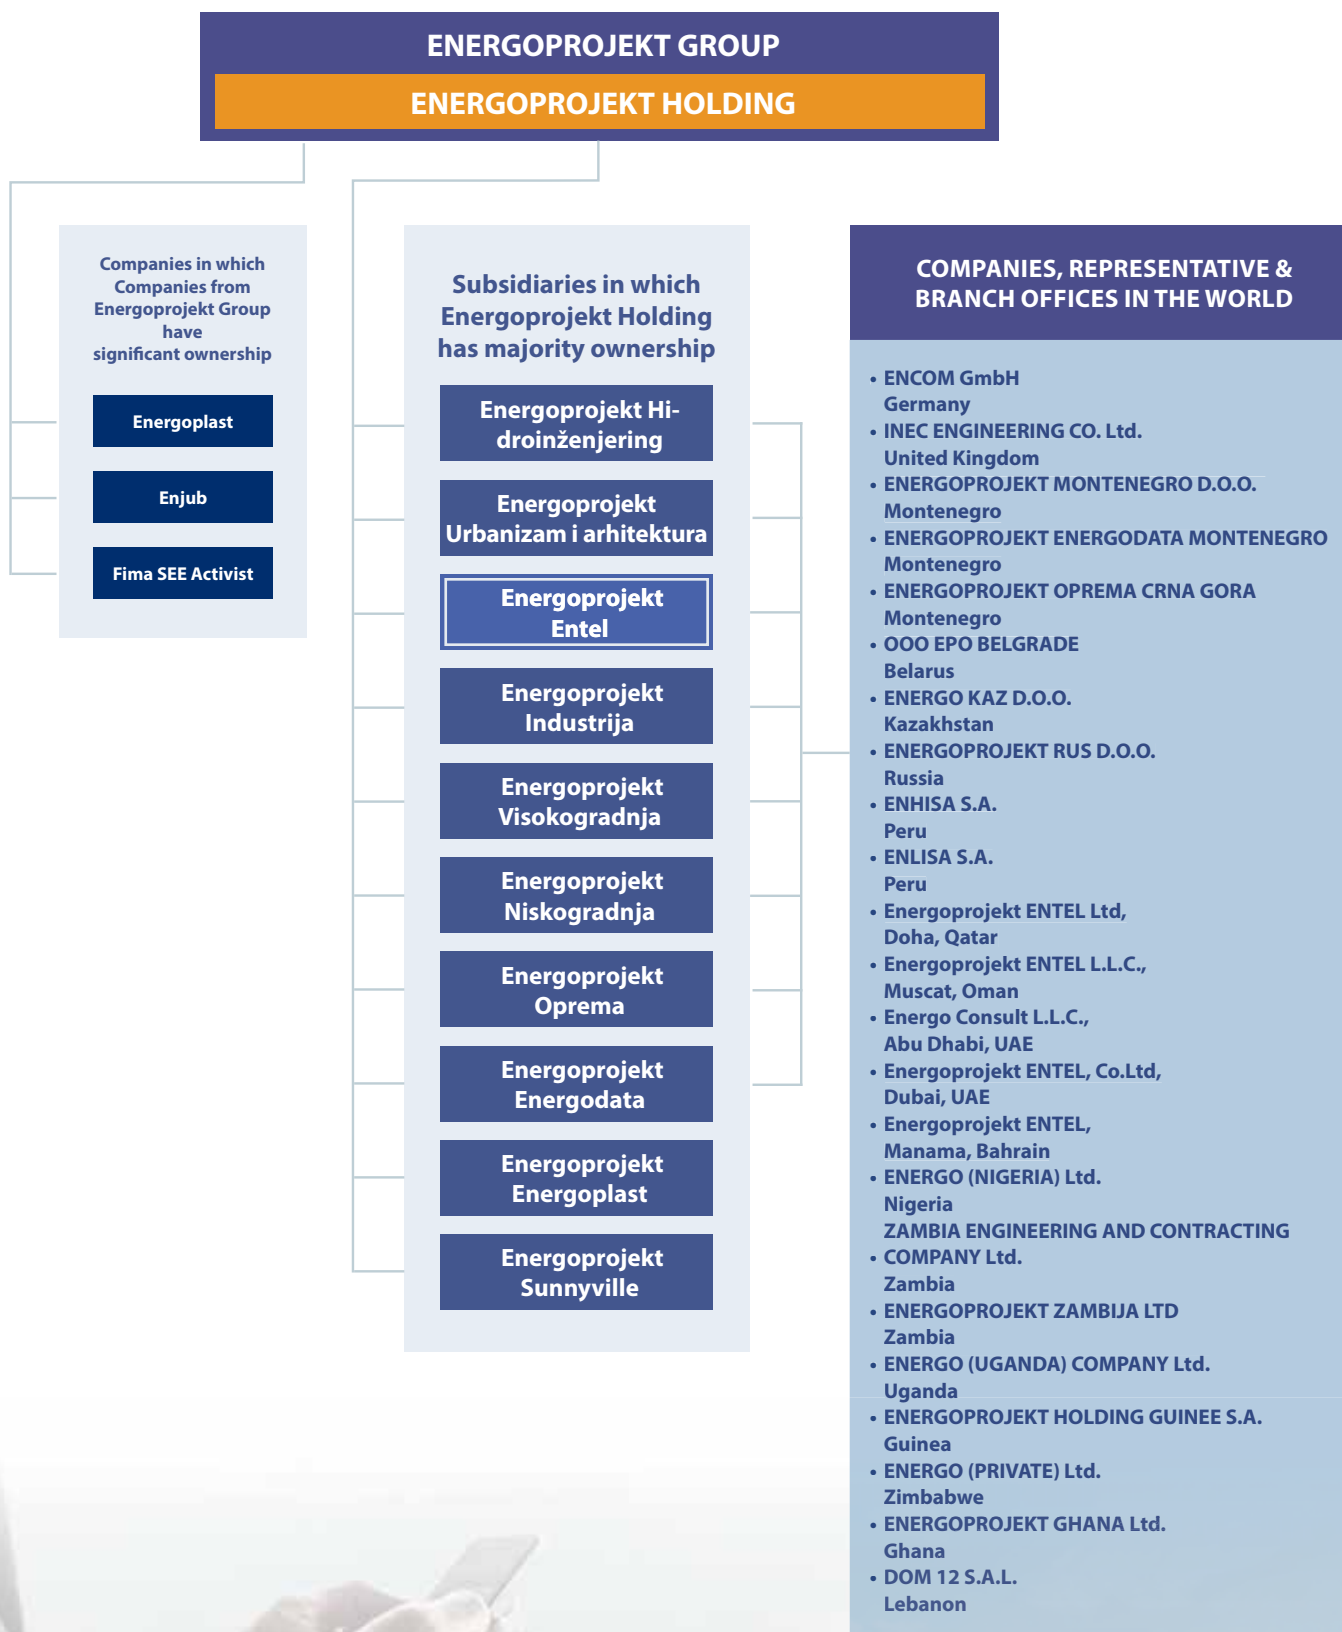 ENERGOPROJEKT GROUP
ENERGOPROJEKT HOLDING
Companies in which
Companies from
Energoprojekt Group
have
significant ownership
Energoplast
Enjub
Fima SEE Activist
Subsidiaries in which
Energoprojekt Holding
has majority ownership
Energoprojekt Hi-
droinženjering
Energoprojekt
Urbanizam i arhitektura
Energoprojekt
Entel
Energoprojekt
Industrija
Energoprojekt
Visokogradnja
Energoprojekt
Niskogradnja
Energoprojekt
Oprema
Energoprojekt
Energodata
Energoprojekt
Energoplast
Energoprojekt
Sunnyville
COMPANIES, REPRESENTATIVE &
BRANCH OFFICES IN THE WORLD
• ENCOM GmbH
Germany
• INEC ENGINEERING CO. Ltd.
United Kingdom
• ENERGOPROJEKT MONTENEGRO D.O.O.
Montenegro
• ENERGOPROJEKT ENERGODATA MONTENEGRO
Montenegro
• ENERGOPROJEKT OPREMA CRNA GORA
Montenegro
• OOO EPO BELGRADE
Belarus
• ENERGO KAZ D.O.O.
Kazakhstan
• ENERGOPROJEKT RUS D.O.O.
Russia
• ENHISA S.A.
Peru
• ENLISA S.A.
Peru
• Energoprojekt ENTEL Ltd,
Doha, Qatar
• Energoprojekt ENTEL L.L.C.,
Muscat, Oman
• Energo Consult L.L.C.,
Abu Dhabi, UAE
• Energoprojekt ENTEL, Co.Ltd,
Dubai, UAE
• Energoprojekt ENTEL,
Manama, Bahrain
• ENERGO (NIGERIA) Ltd.
Nigeria
ZAMBIA ENGINEERING AND CONTRACTING
• COMPANY Ltd.
Zambia
• ENERGOPROJEKT ZAMBIJA LTD
Zambia
• ENERGO (UGANDA) COMPANY Ltd.
Uganda
• ENERGOPROJEKT HOLDING GUINEE S.A.
Guinea
• ENERGO (PRIVATE) Ltd.
Zimbabwe
• ENERGOPROJEKT GHANA Ltd.
Ghana
• DOM 12 S.A.L.
Lebanon